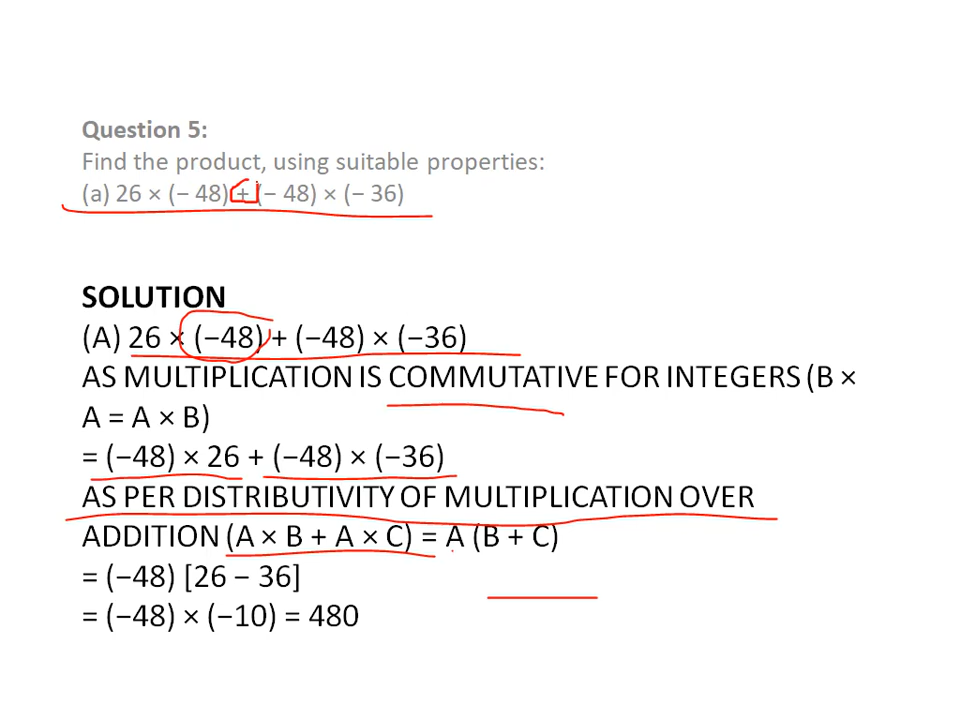 Question 5:
Find the product, using suitable properties:
(a) 26 × (− 48) + (− 48) × (− 36)
SOLUTION
(A) 26 × (−48) + (−48) × (−36)
AS MULTIPLICATION IS COMMUTATIVE FOR INTEGERS (B ×
A = A × B)
= (−48) × 26 + (−48) × (−36)
AS PER DISTRIBUTIVITY OF MULTIPLICATION OVER
ADDITION (A × B + A × C) = A (B + C)
= (−48) [26 − 36]
= (−48) × (−10) = 480